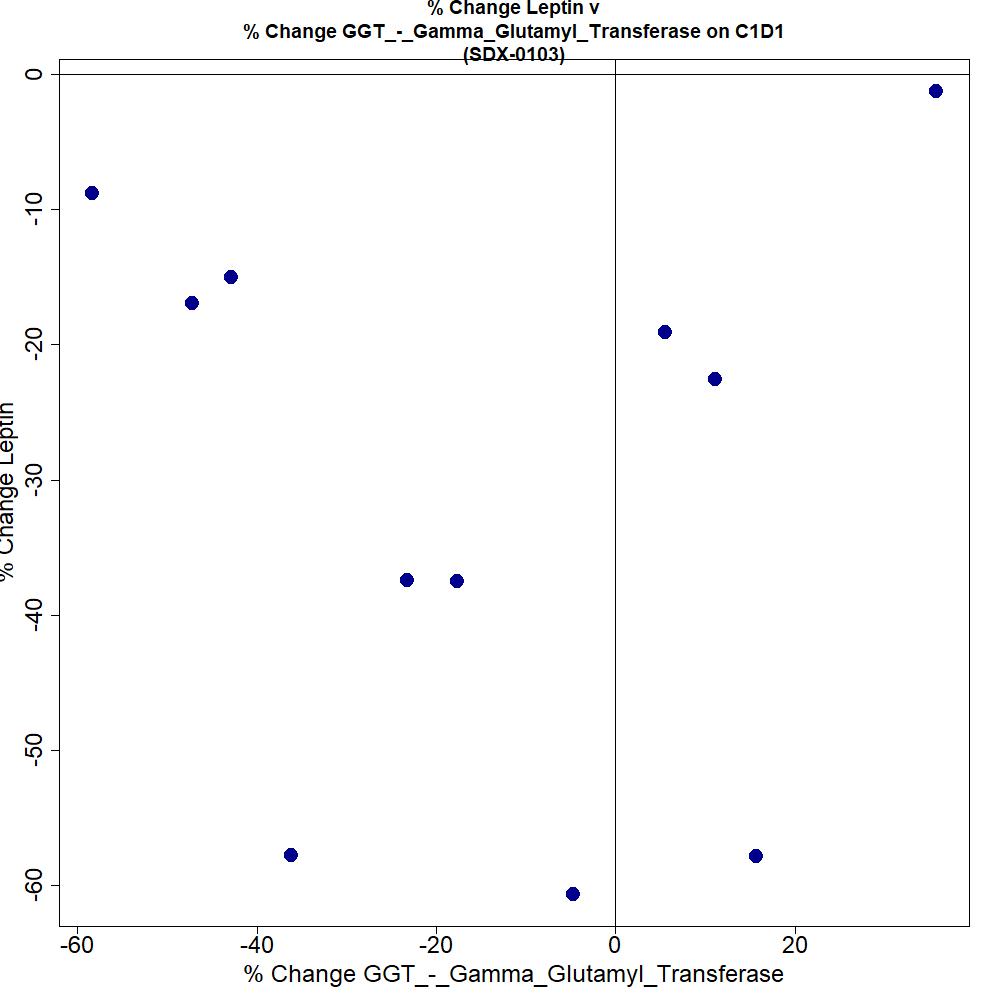 % Change Leptin v
% Change GGT_-_Gamma_Glutamyl_Transferase on C1D1
(SDX-0103)
% Change Leptin
0
-10
-20
-30
-40
-50
-60
-60 -40 -20 0 20
% Change GGT_-_Gamma_Glutamyl_Transferase